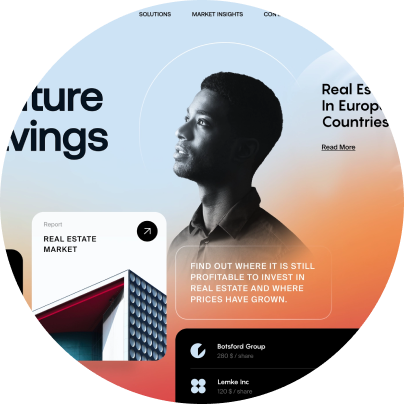 SOLUTIONS MARKET INSIGHTS
ture
vings
Real Es
In Europ
Countries
Read More
Report
REAL ESTATE
MARKET
FIND OUT WHERE IT IS STILL
PROFITABLE TO INVEST IN
REAL ESTATE AND WHERE
PRICES HAVE GROWN.
Botsford Group
280 $ / share
Lemke Inc
120 $ / share